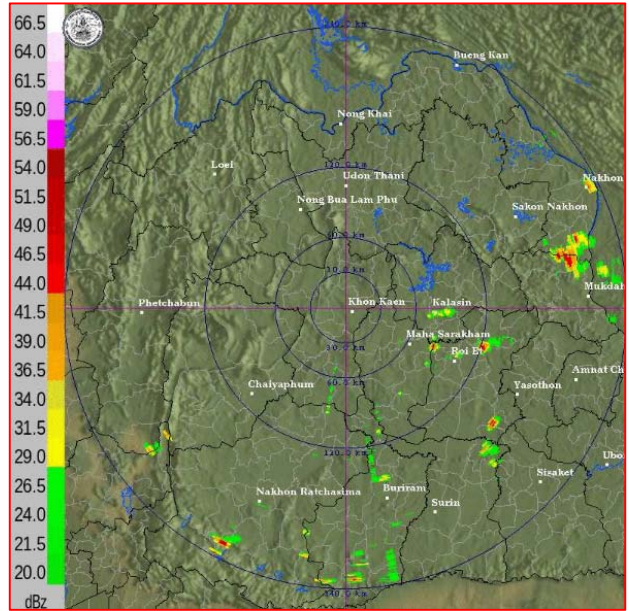 66.5
64.0
61.5
59.0
56.5
54.0
51.5
49.0
46.5
44.0
41.5
39.0
36.5
34.0
31.5
29.0
26.5
24.0
21.5
20.0
dBz
Bueng Kan
Nong Khai
Loei
Udon Thani
Nakhon
Nong Bua Lam Phu
Sakon Nakhon
Mukdah
Phetchabun
Khon Kaen
Kalasin
Maha Sarakham
Roi Et
Amnat Ch
Chaiyaphum
Yasothon
Ubo
Sisaket
Nakhon Ratchasima
Buriram
Surin